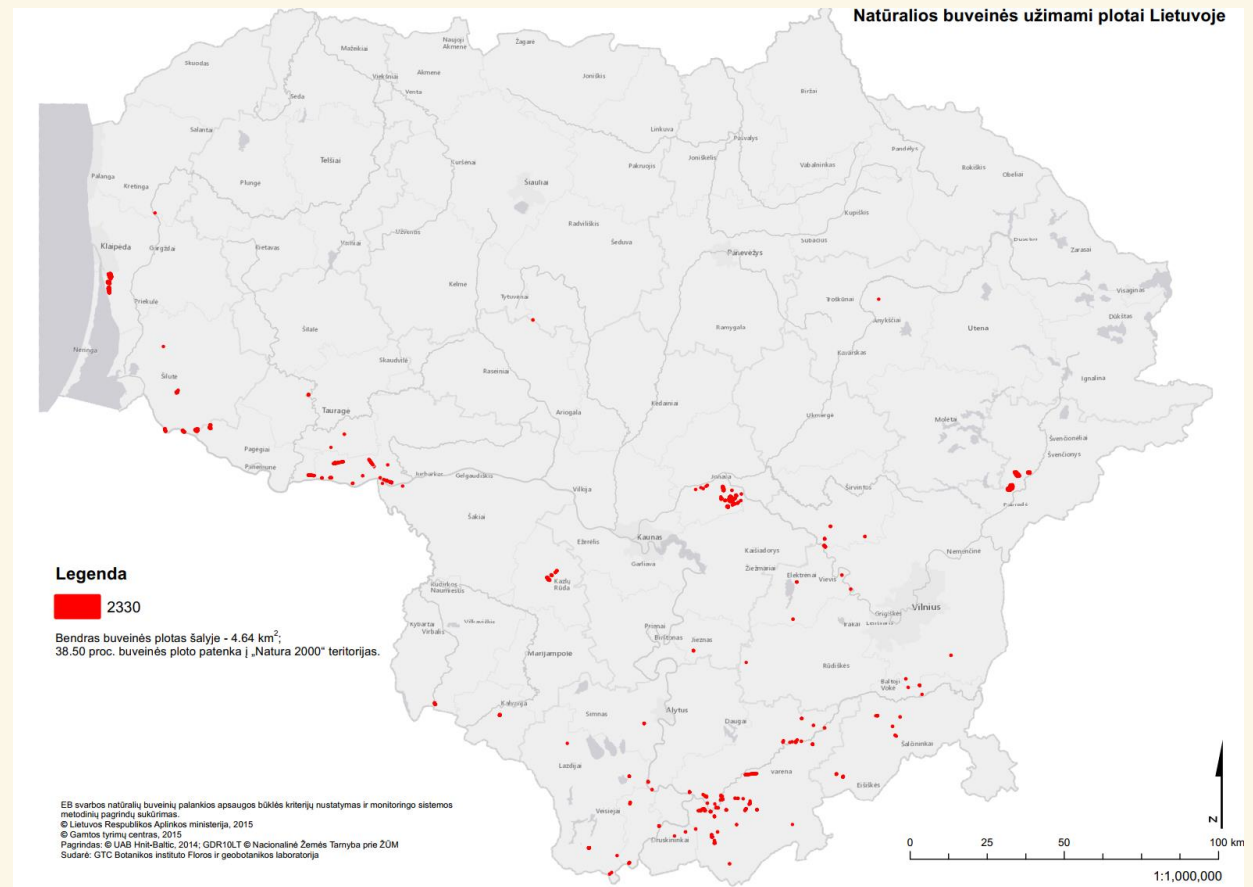 Natūralios buveinės užimami plotai Lietuvoje
Naujoji
Akmenė
Žagarė
Mažeikiai
Skuodas
Viekšniai
Akmenė
Joniškis
Venta
Seda
Biržai
Salantai
Linkuva
Pasvalys
Pandėlys
Telšiai
Kuršėnai
Pakruojis
Joniškėlis
Vabalninkas
Rokiškis
Obeliai
Palanga
Kretinga
Plungė
Šiauliai
Kupiškis
Radviliškis
Klaipėda
Gargždai
Rietavas
Šeduva
Subačius
Panevėžys
Zarasai
Kelmė
Priekulė
Tytuvėnai
Troškūnai
Visaginas
Anykščiai
Dūkštas
Šilalė
Ramygala
Utena
Neringa
Skaudvilė
Kavarskas
Šilutė
Raseiniai
Ignalina
Kėdainiai
Tauragė
Ariogala
Ukmergė
Molėtai
Švenčionėliai
Pagėgiai
Švenčionys
Panemunė
Jurbarkas
Gelgaudiškis
Jonava
Vilkija
Širvintos
Pabradė
Šakiai
Kaunas
Ežerėlis
Kaišiadorys
Nemenčinė
Garliava
Žiežmariai
Elektrėnai
Vievis
Legenda
Kazlų
Rūda
Kudirkos
Naumiestis
2330
Vilnius
Grigiškės
Lentvaris
Trakai
Kybartai
Virbalis
Vilkaviškis
Prienai
Birštonas
Jieznas
Bendras buveinės plotas šalyje - 4.64 km²;
38.50 proc. buveinės ploto patenka į „Natura 2000“ teritorijas.
Marijampolė
Rūdiškės
Baltoji
Vokė
Kalvarija
Simnas
Alytus
Daugai
Šalčininkai
Lazdijai
Varėna
Eišiškės
Veisiejai
Druskininkai
EB svarbos natūralių buveinių palankios apsaugos būklės kriterijų nustatymas ir monitoringo sistemos
metodinių pagrindų sukūrimas.
© Lietuvos Respublikos Aplinkos ministerija, 2015
© Gamtos tyrimų centras, 2015
Pagrindas: © UAB Hnit-Baltic, 2014; GDR10LT © Nacionalinė Žemės Tarnyba prie ŽŪM
Sudarė: GTC Botanikos instituto Floros ir geobotanikos laboratorija
N
0 25 50 100 km
1:1,000,000